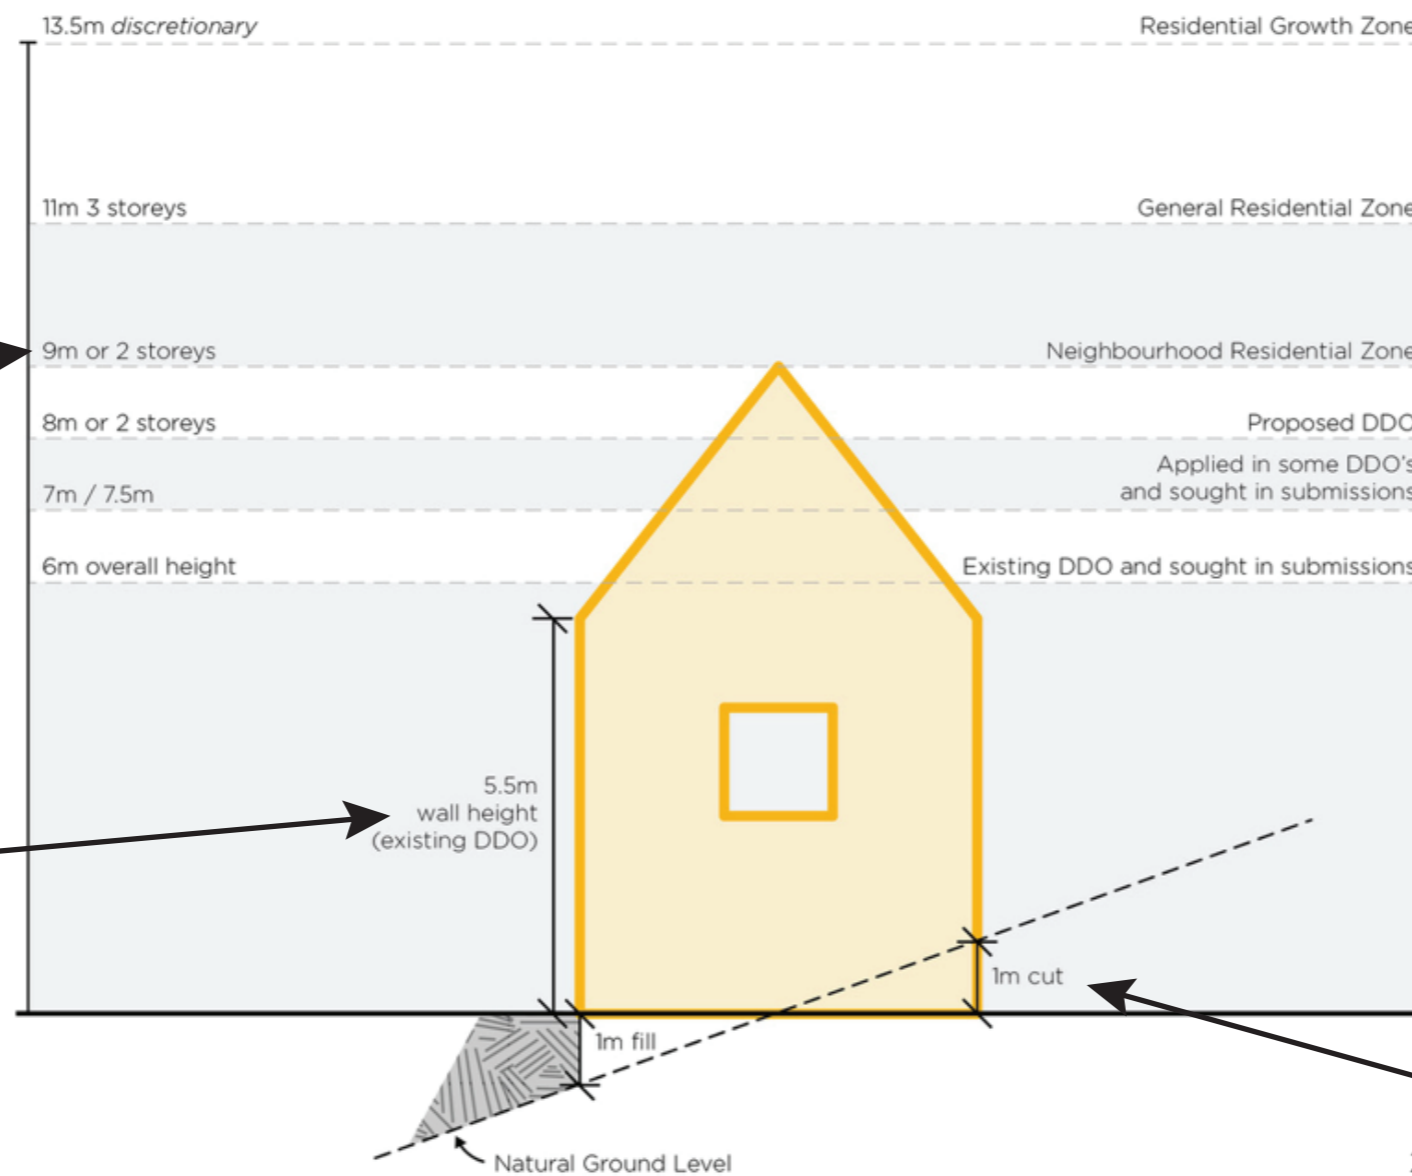 13.5m discretionary
Residential Growth Zone
11m 3 storeys
General Residential Zone
9m or 2 storeys
Neighbourhood Residential Zone
8m or 2 storeys
Proposed DDO
Applied in some DDO's
and sought in submissions
7m / 7.5m
6m overall height
Existing DDO and sought in submissions
5.5m
wall height
(existing DDO)
1m cut
1m fill
Natural Ground Level